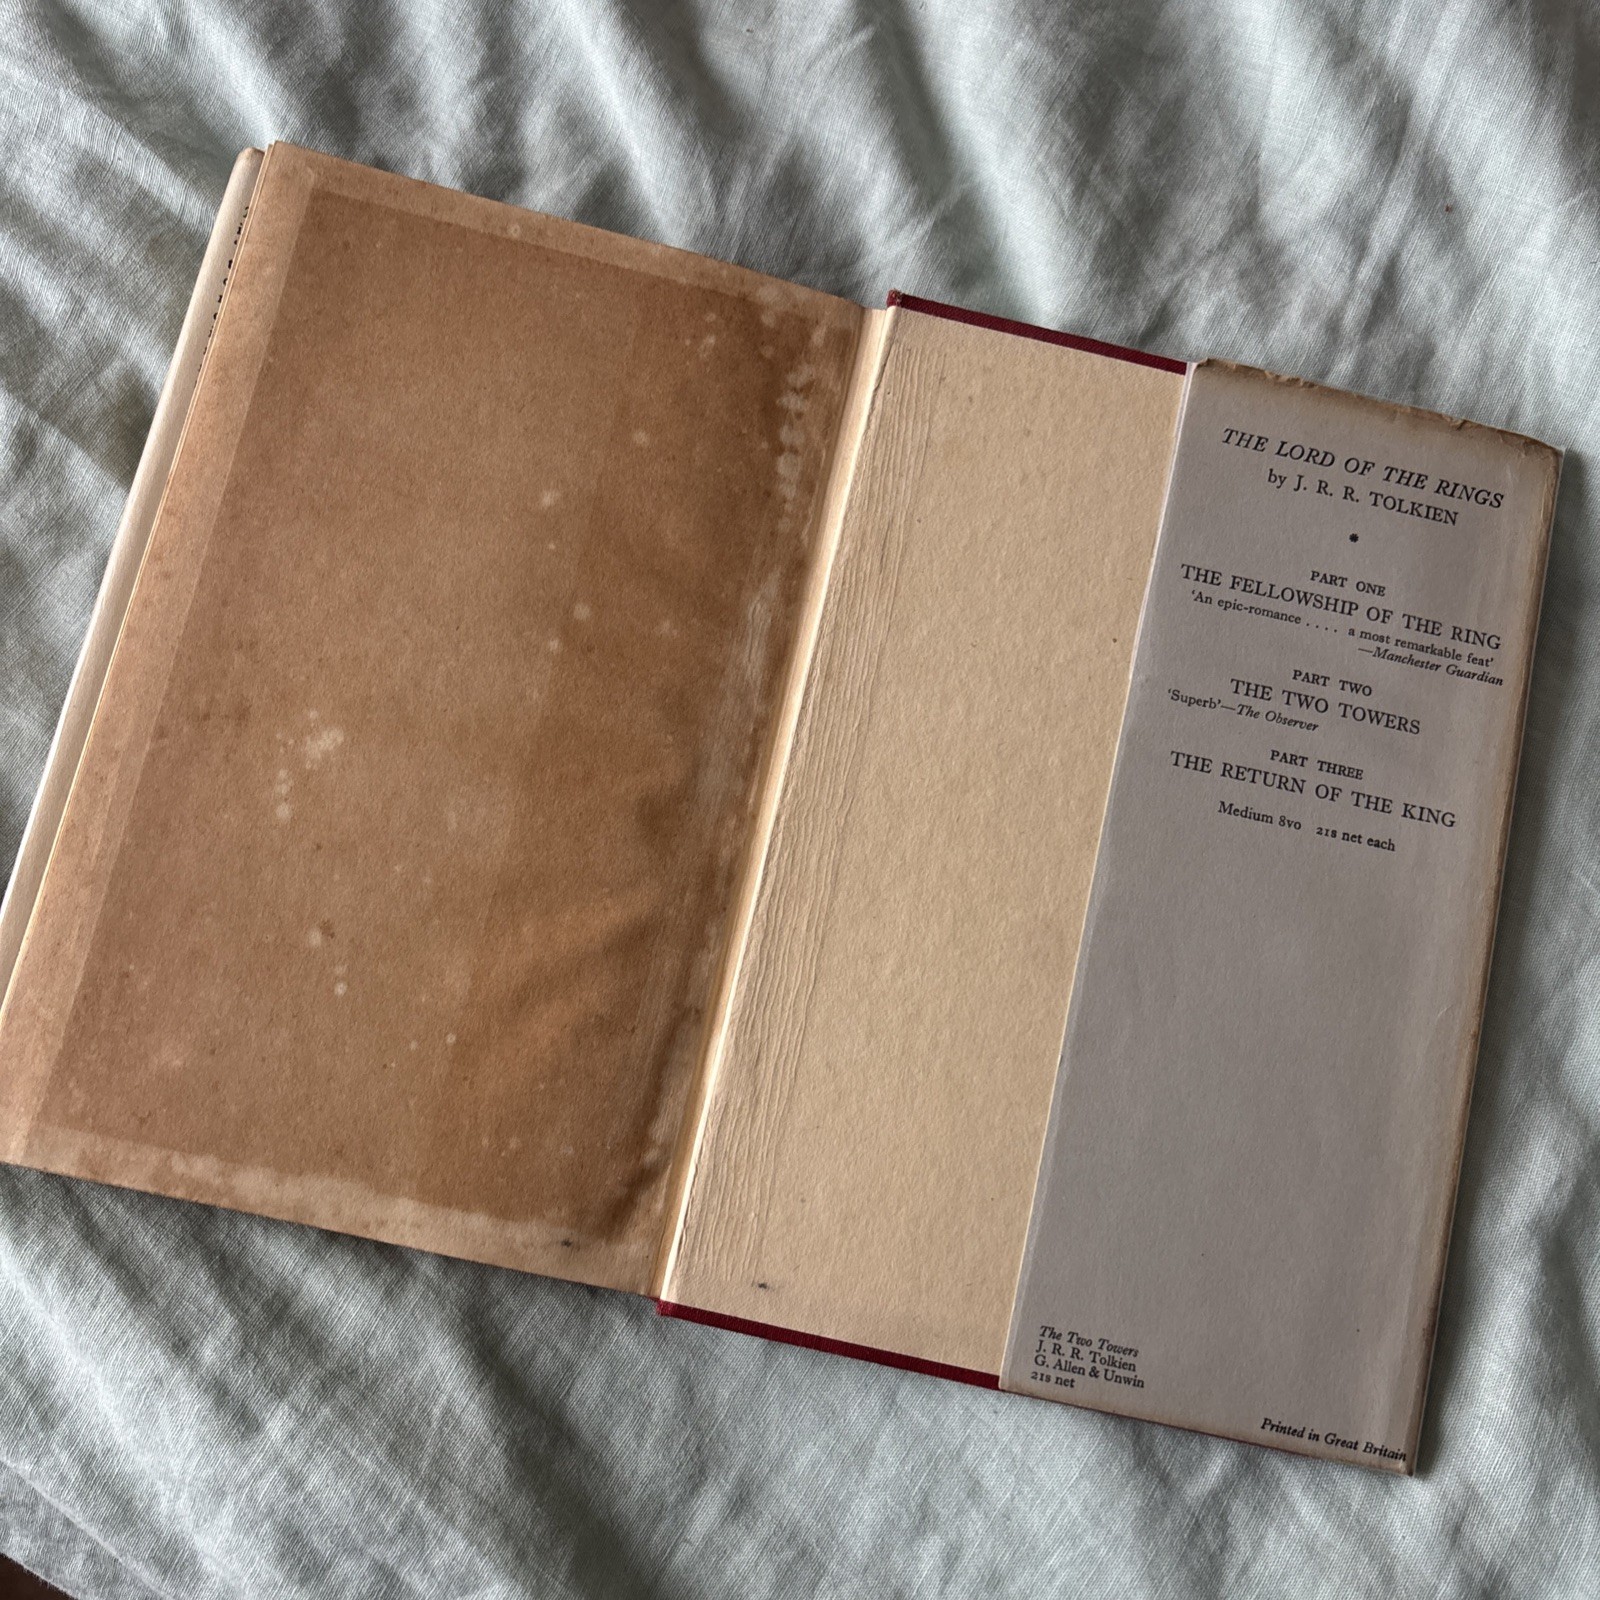 THE LORD OF THE RINGS
by J. R. R. TOLKIEN
PART ONE
THE FELLOWSHIP OF THE RING
‘An epic-romance . . . . a most remarkable feat’
—Manchester Guardian
PART TWO
THE TWO TOWERS
‘Superb’—The Observer
PART THREE
THE RETURN OF THE KING
Medium 8vo 21s net each
The Two Towers
J. R. R. Tolkien
G. Allen & Unwin
21s net
Printed in Great Britain